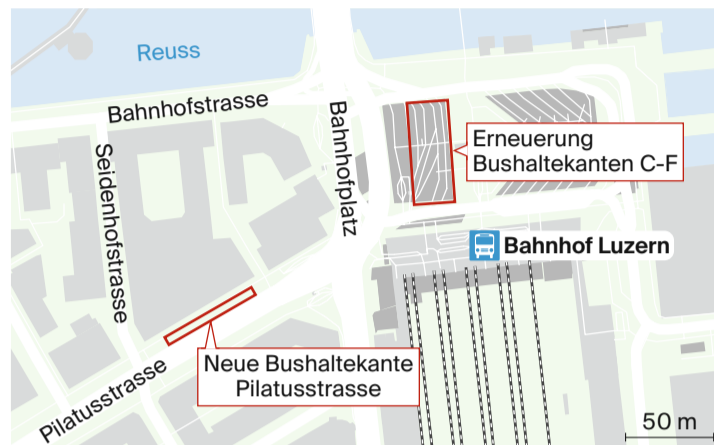 Reuss
Bahnhofstrasse
Bahnhofplatz
Seidenhofstrasse
Erneuerung
Bushaltekanten C-F
Bahnhof Luzern
Neue Bushaltekante
Pilatusstrasse
Pilatusstrasse
50 m